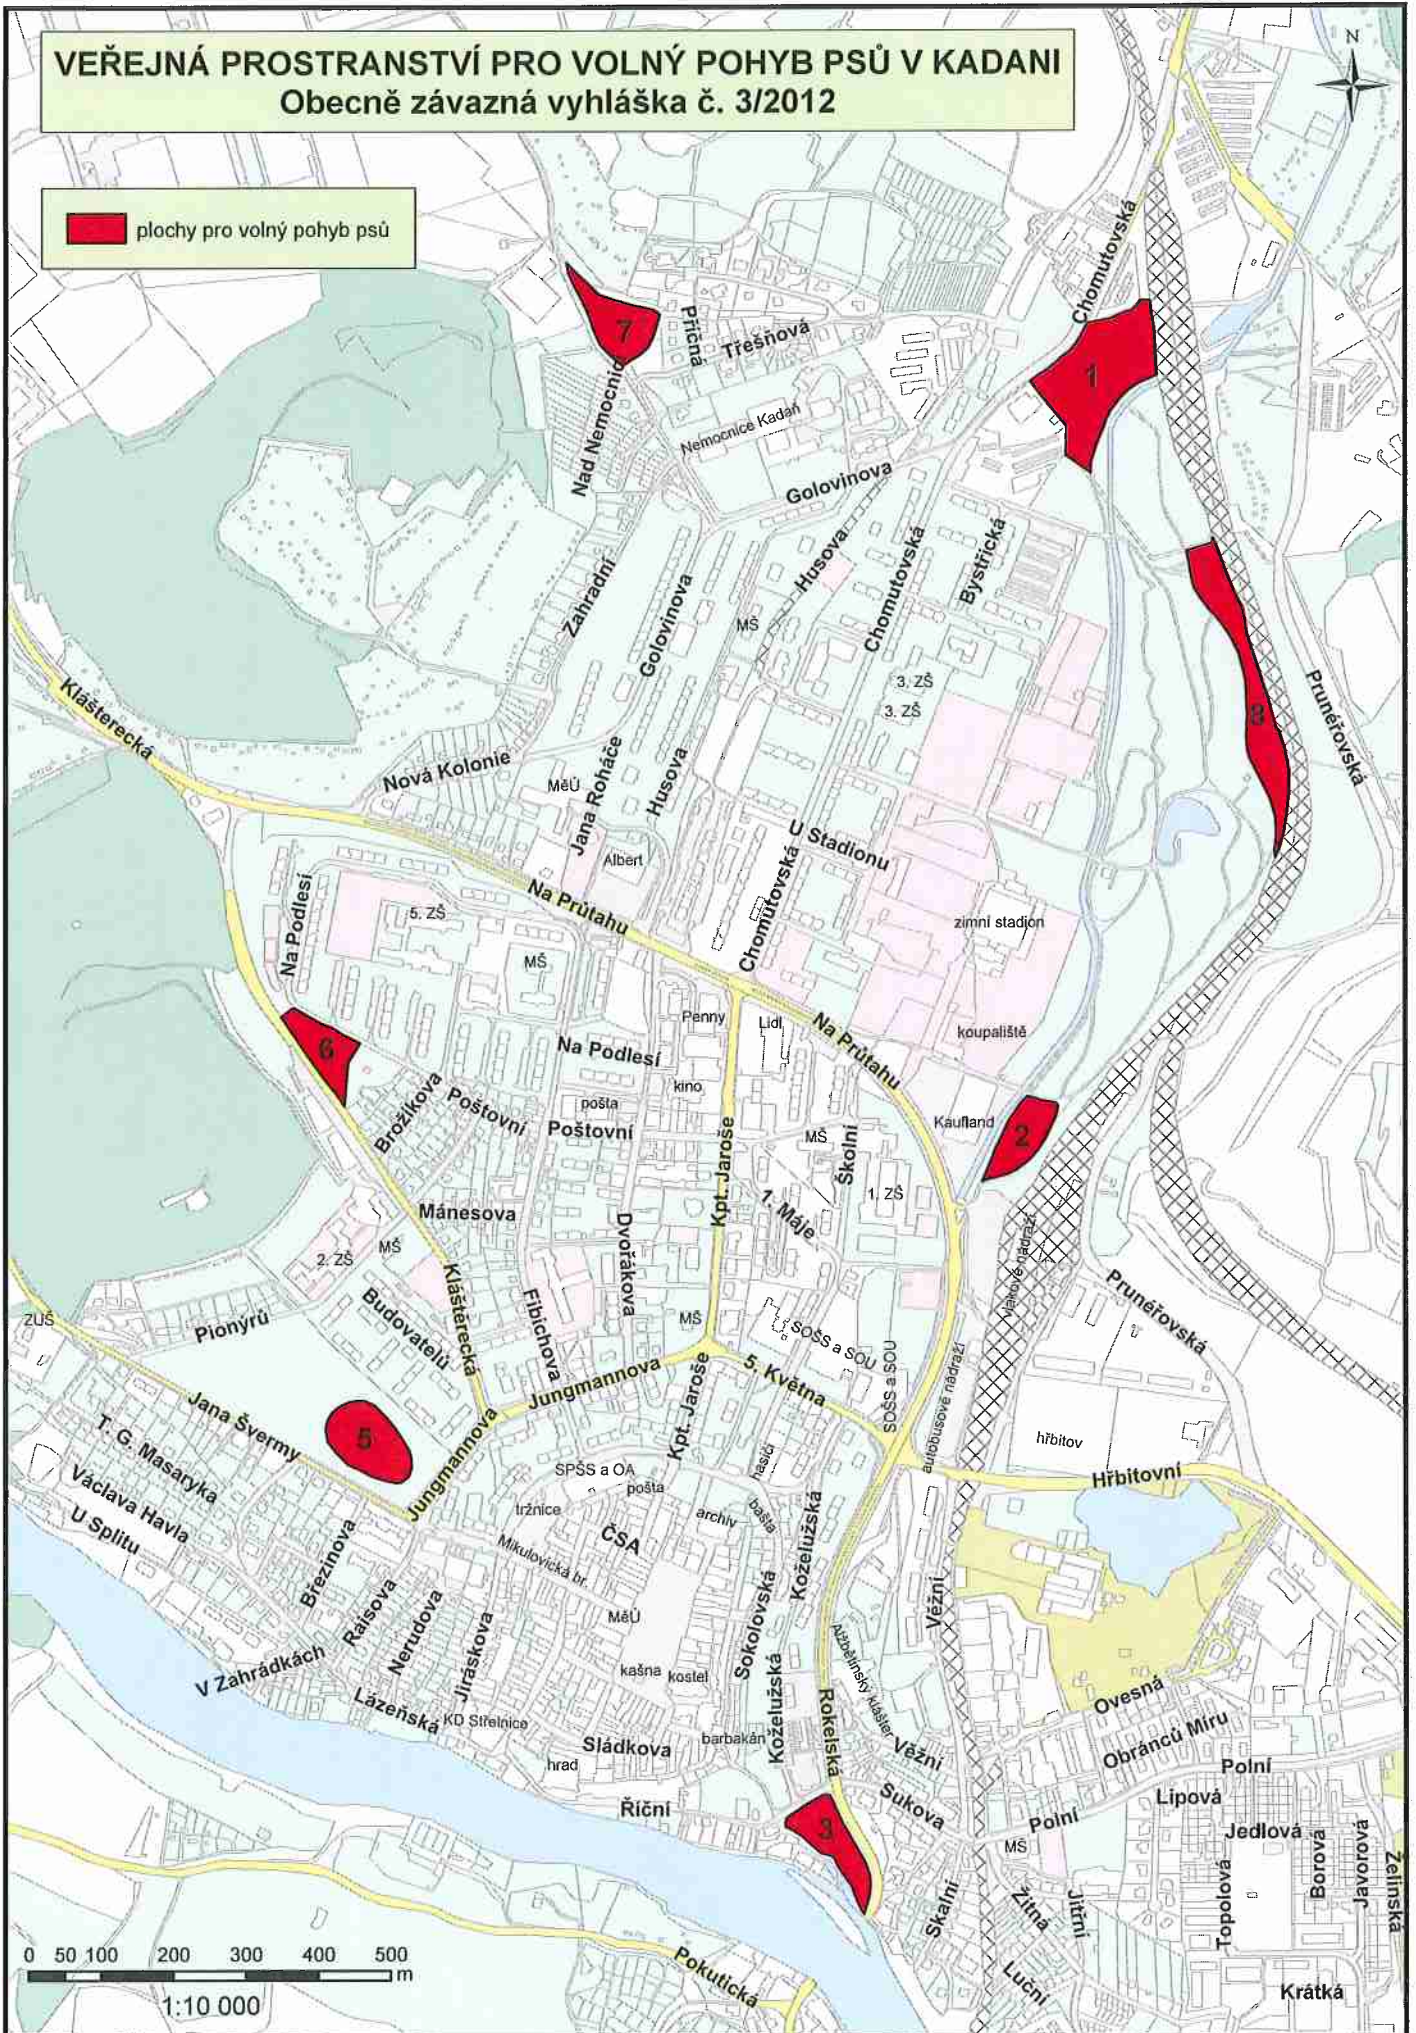 VEŘEJNÁ PROSTRANSTVÍ PRO VOLNÝ POHYB PSŮ V KADANI
Obecně závazná vyhláška č. 3/2012
N
plochy pro volný pohyb psů
Chomutovská
7
Příčná
Třešňová
1
Nad Nemocnicí
Nemocnice Kadaň
Golovinova
Husova
Chomutovská
Bystřická
Zahradní
Golovinova
MŠ
3. ZŠ
3. ZŠ
8
Prunéřovská
Klášterecká
Nová Kolonie
MěÚ
Jana Roháče
Husova
Albert
U Stadionu
Chomutovská
Na Podlesí
5. ZŠ
Na Průtahu
MŠ
zimní stadion
Penny
Lidl
Na Průtahu
koupaliště
6
Na Podlesí
kino
Brožíkova
Poštovní
pošta
Poštovní
Kpt. Jaroše
MŠ
Školní
Kaufland
2
1. ZŠ
1. Máje
Mánesova
Dvořákova
2. ZŠ
MŠ
vlakové nádraží
Prunéřovská
ZUŠ
Pionýrů
Budovatelů
Klášterecká
Fibichova
MŠ
SOŠS a SOU
SOŠS a SOU
autobusové nádraží
Jungmannova
5. Května
Kpt. Jaroše
Jana Švermy
5
Jungmannova
hřbitov
Hřbitovní
T. G. Masaryka
Václava Havla
U Splitu
SPŠS a OA
pošta
hasiči
tržnice
ČSA
archiv
bašta
Koželužská
Mikulovická br.
Březinova
Raisova
Nerudova
Jiráskova
MěÚ
Sokolovská
Věžní
Alžbětinský klášter
V Zahrádkách
kašna
kostel
Koželužská
Rokelská
Lázeňská
KD Střelnice
Sládkova
barbakán
hrad
Věžní
Ovesná
Obránců Míru
Polní
Říční
3
Sukova
Polní
Lipová
Jedlová
MŠ
Skalní
Žitná
Jitřní
Topolová
Borová
Javorová
Želinská
Luční
Krátká
Pokutická
0 50 100 200 300 400 500
m
1:10 000